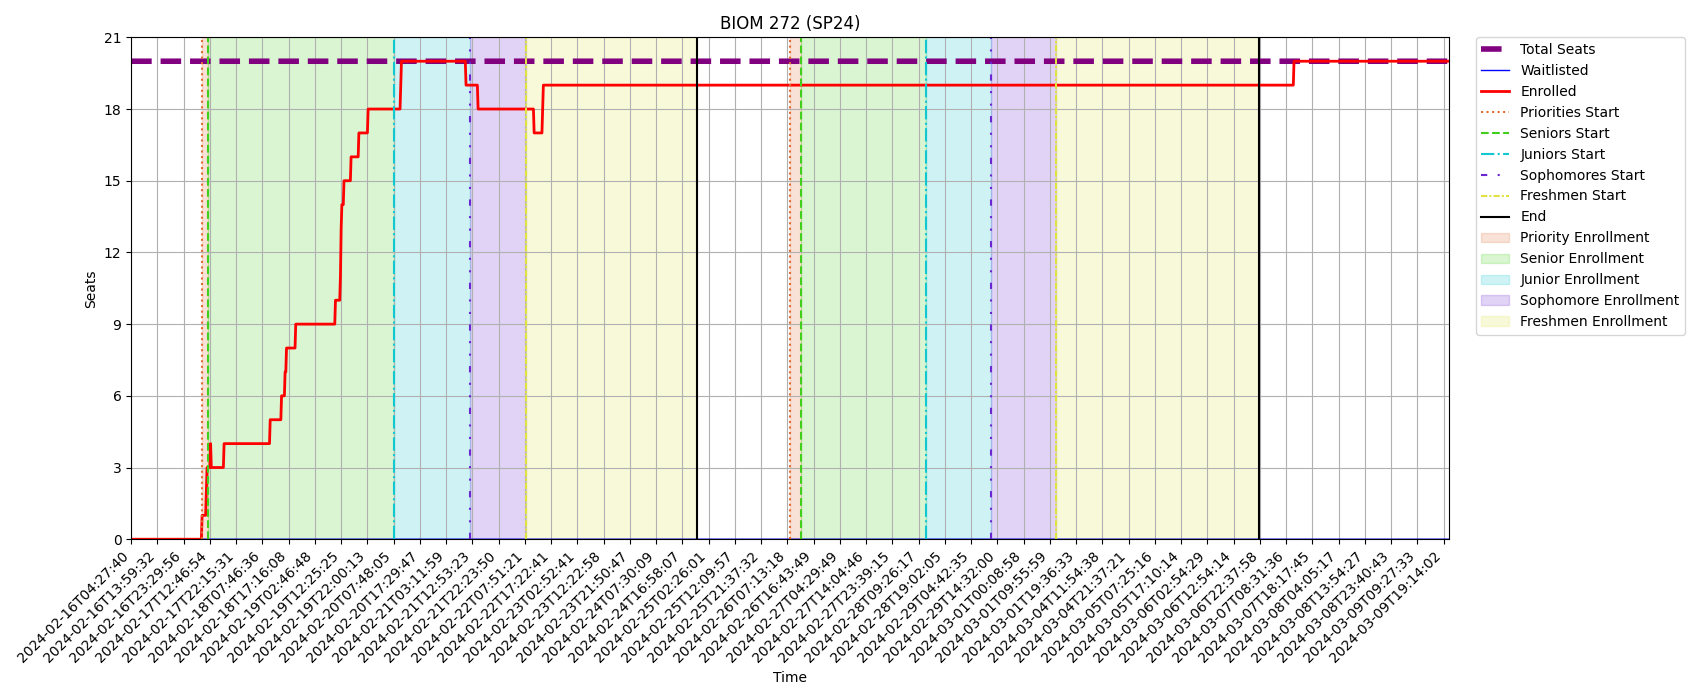 BIOM 272 (SP24)
Seats
21
18
15
12
9
6
3
0
2024-02-16T04:27:40
2024-02-16T13:59:32
2024-02-16T23:29:56
2024-02-17T12:46:54
2024-02-17T22:15:31
2024-02-18T07:46:36
2024-02-18T17:16:08
2024-02-19T02:46:48
2024-02-19T12:25:25
2024-02-19T22:00:13
2024-02-20T07:48:05
2024-02-20T17:29:47
2024-02-21T03:11:59
2024-02-21T12:53:23
2024-02-21T22:23:50
2024-02-22T07:51:21
2024-02-22T17:22:41
2024-02-23T02:52:41
2024-02-23T12:22:58
2024-02-23T21:50:47
2024-02-24T07:30:09
2024-02-24T16:58:07
2024-02-25T02:26:01
2024-02-25T12:09:57
2024-02-25T21:37:32
2024-02-26T07:13:18
2024-02-26T16:43:49
2024-02-27T04:29:49
2024-02-27T14:04:46
2024-02-27T23:39:15
2024-02-28T09:26:17
2024-02-28T19:02:05
2024-02-29T04:42:35
2024-02-29T14:32:00
2024-03-01T00:08:58
2024-03-01T09:55:59
2024-03-01T19:36:33
2024-03-04T11:54:38
2024-03-04T21:37:21
2024-03-05T07:25:16
2024-03-05T17:10:14
2024-03-06T02:54:29
2024-03-06T12:54:14
2024-03-06T22:37:58
2024-03-07T08:31:36
2024-03-07T18:17:45
2024-03-08T04:05:17
2024-03-08T13:54:27
2024-03-08T23:40:43
2024-03-09T09:27:33
2024-03-09T19:14:02
Time
Total Seats
Waitlisted
Enrolled
Priorities Start
Seniors Start
Juniors Start
Sophomores Start
Freshmen Start
End
Priority Enrollment
Senior Enrollment
Junior Enrollment
Sophomore Enrollment
Freshmen Enrollment